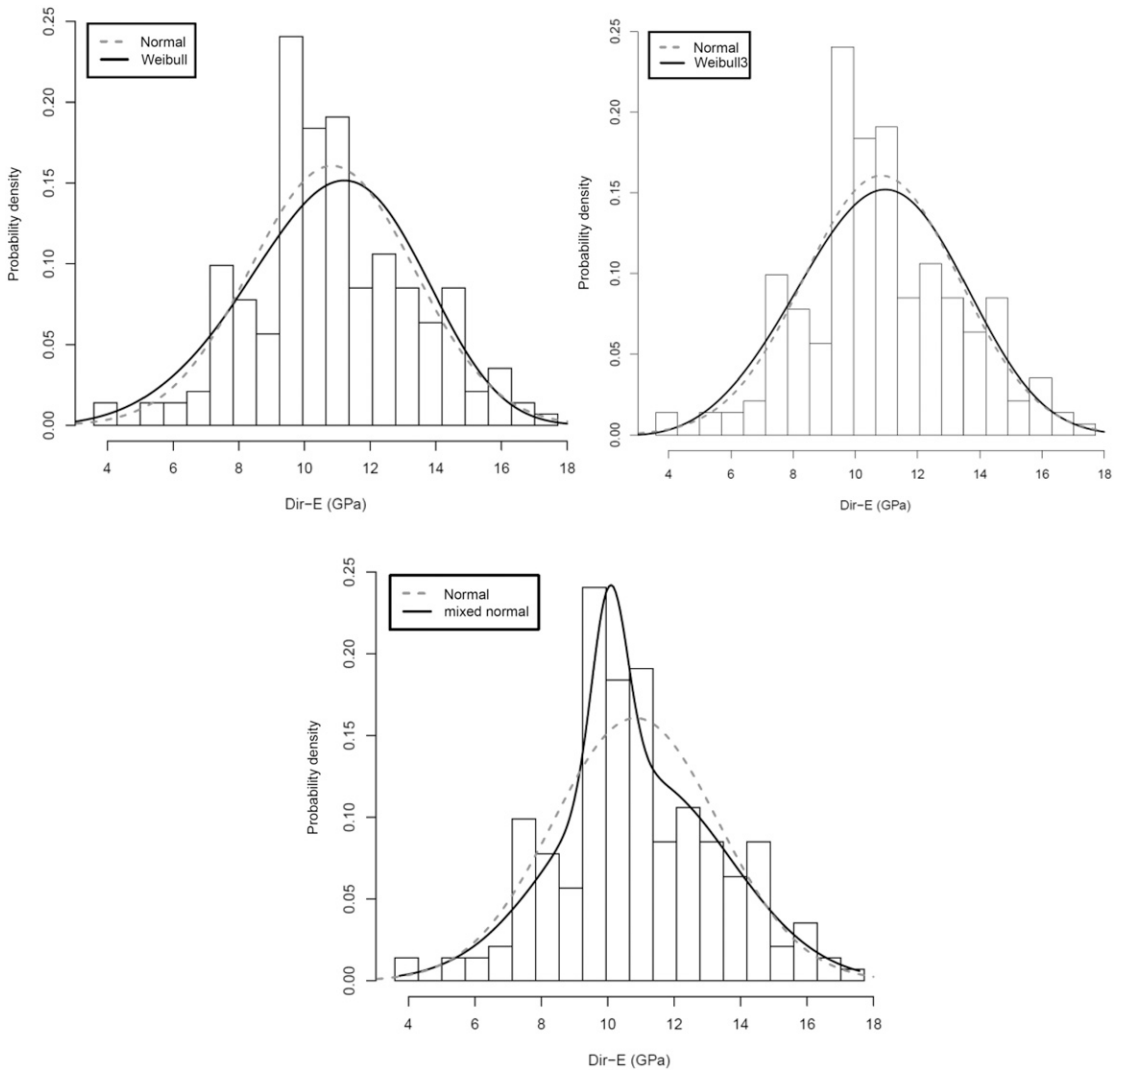 Normal
Weibull
0.25
0.20
0.15
0.10
0.05
0.00
Probability density
4 6 8 10 12 14 16 18
Dir−E (GPa)
Normal
Weibull3
0.25
0.20
0.15
0.10
0.05
0.00
Probability density
4 6 8 10 12 14 16 18
Dir−E (GPa)
Normal
mixed normal
0.25
0.20
0.15
0.10
0.05
0.00
Probability density
4 6 8 10 12 14 16 18
Dir−E (GPa)